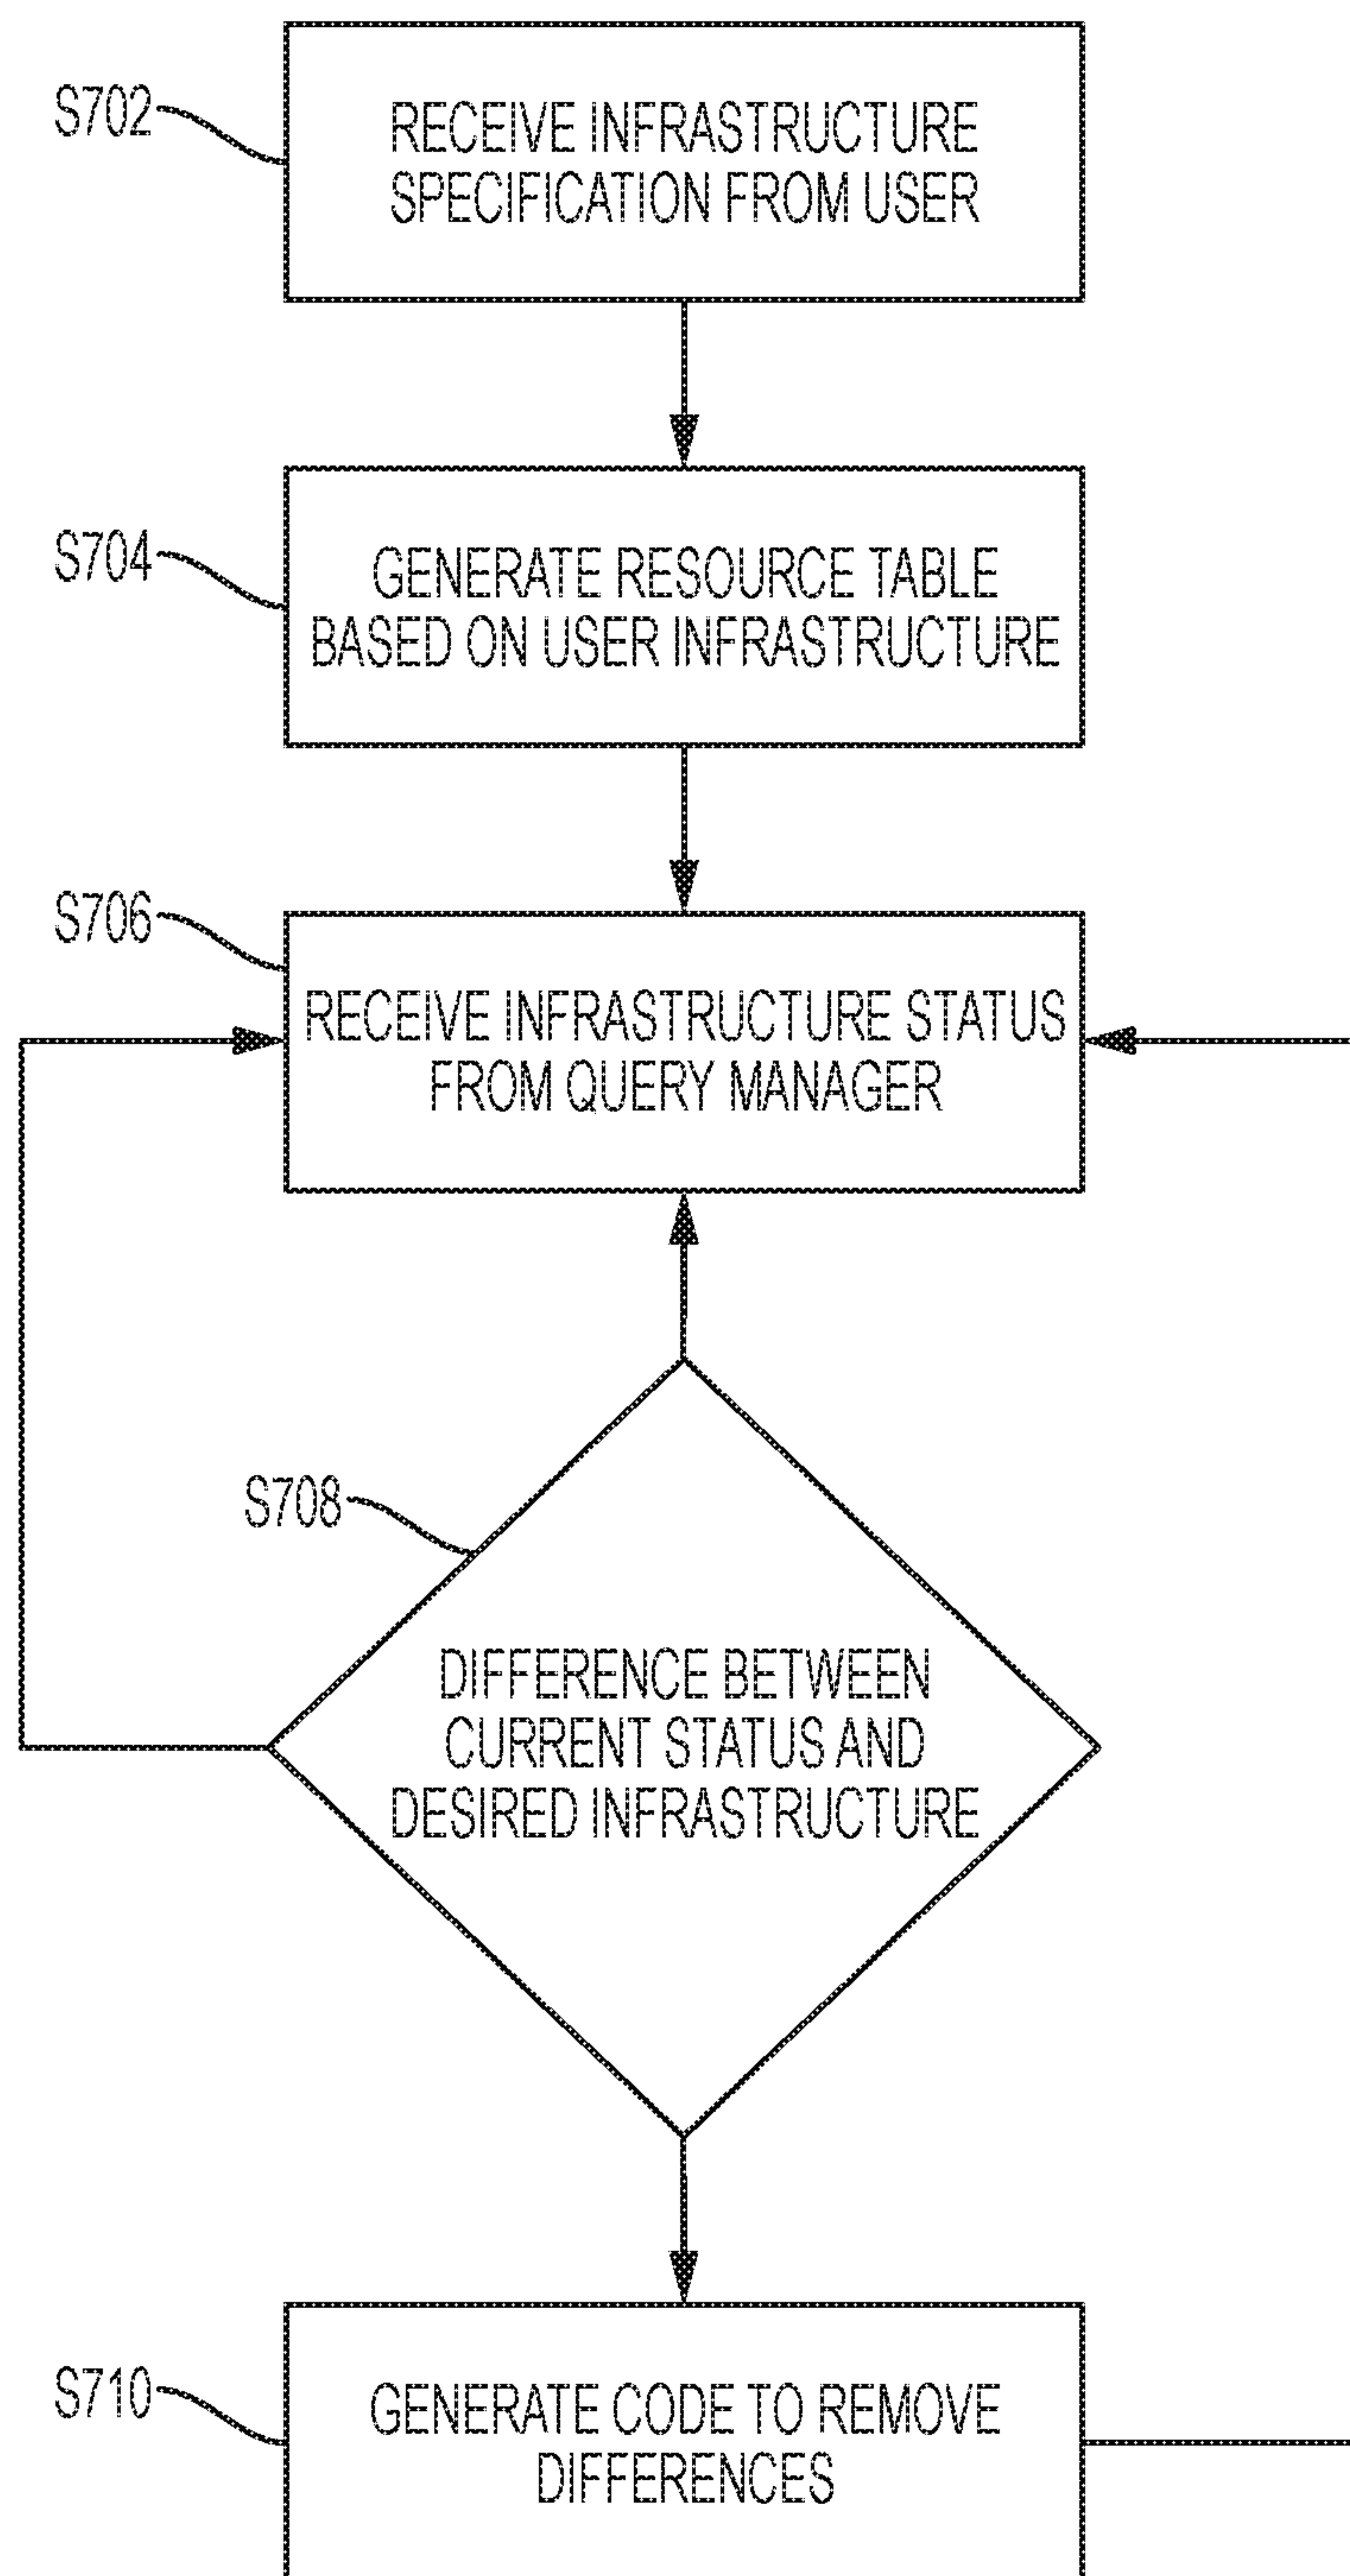 S702
RECEIVE INFRASTRUCTURE
SPECIFICATION FROM USER
S704
GENERATE RESOURCE TABLE
BASED ON USER INFRASTRUCTURE
S706
RECEIVE INFRASTRUCTURE STATUS
FROM QUERY MANAGER
S708
DIFFERENCE BETWEEN
CURRENT STATUS AND
DESIRED INFRASTRUCTURE
S710
GENERATE CODE TO REMOVE
DIFFERENCES